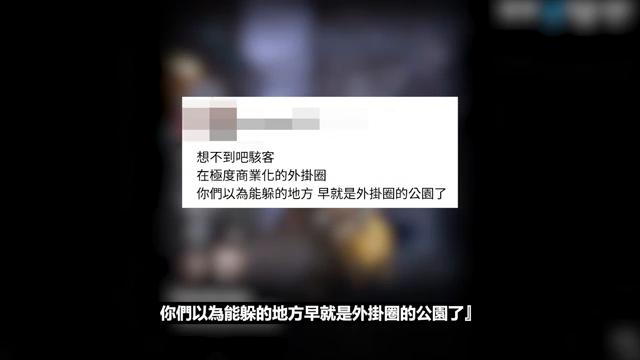 想不到吧駭客
在極度商業化的外掛圈
你們以為能躲的地方 早就是外掛圈的公園了
你們以為能躲的地方早就是外掛圈的公園了』